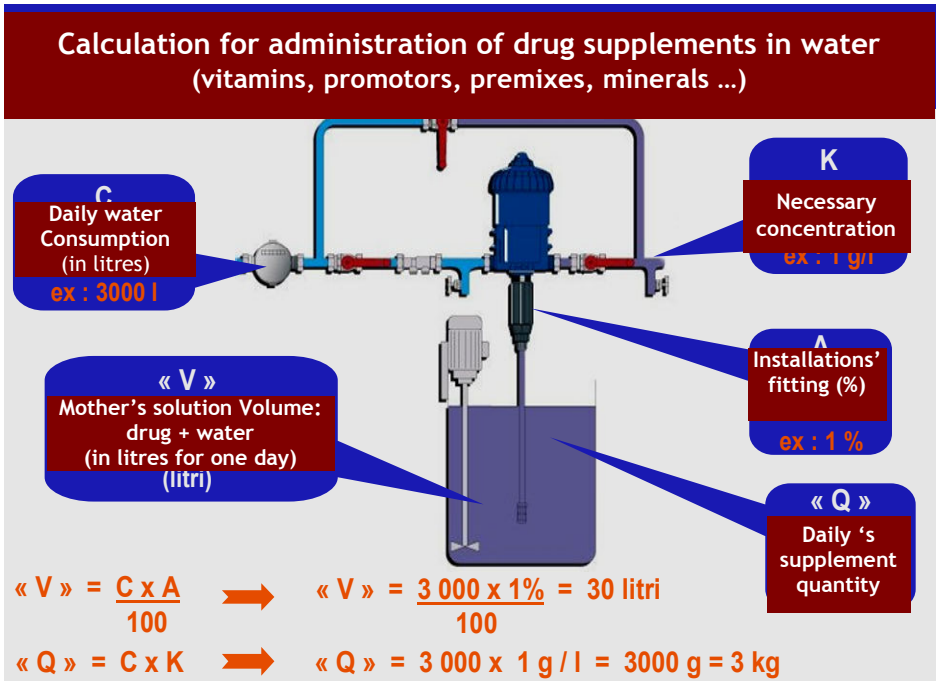 Calculation for administration of drug supplements in water
(vitamins, promotors, premixes, minerals …)
C
Daily water
Consumption
(in litres)
ex : 3000 l
K
Necessary
concentration
ex : 1 g/l
A
Installations’
fitting (%)
ex : 1 %
« V »
Mother’s solution Volume:
drug + water
(in litres for one day)
(litri)
« Q »
Daily ‘s
supplement
quantity
« V » = C x A
100
« V » = 3 000 x 1% = 30 litri
100
« Q » = C x K
« Q » = 3 000 x 1 g / l = 3000 g = 3 kg